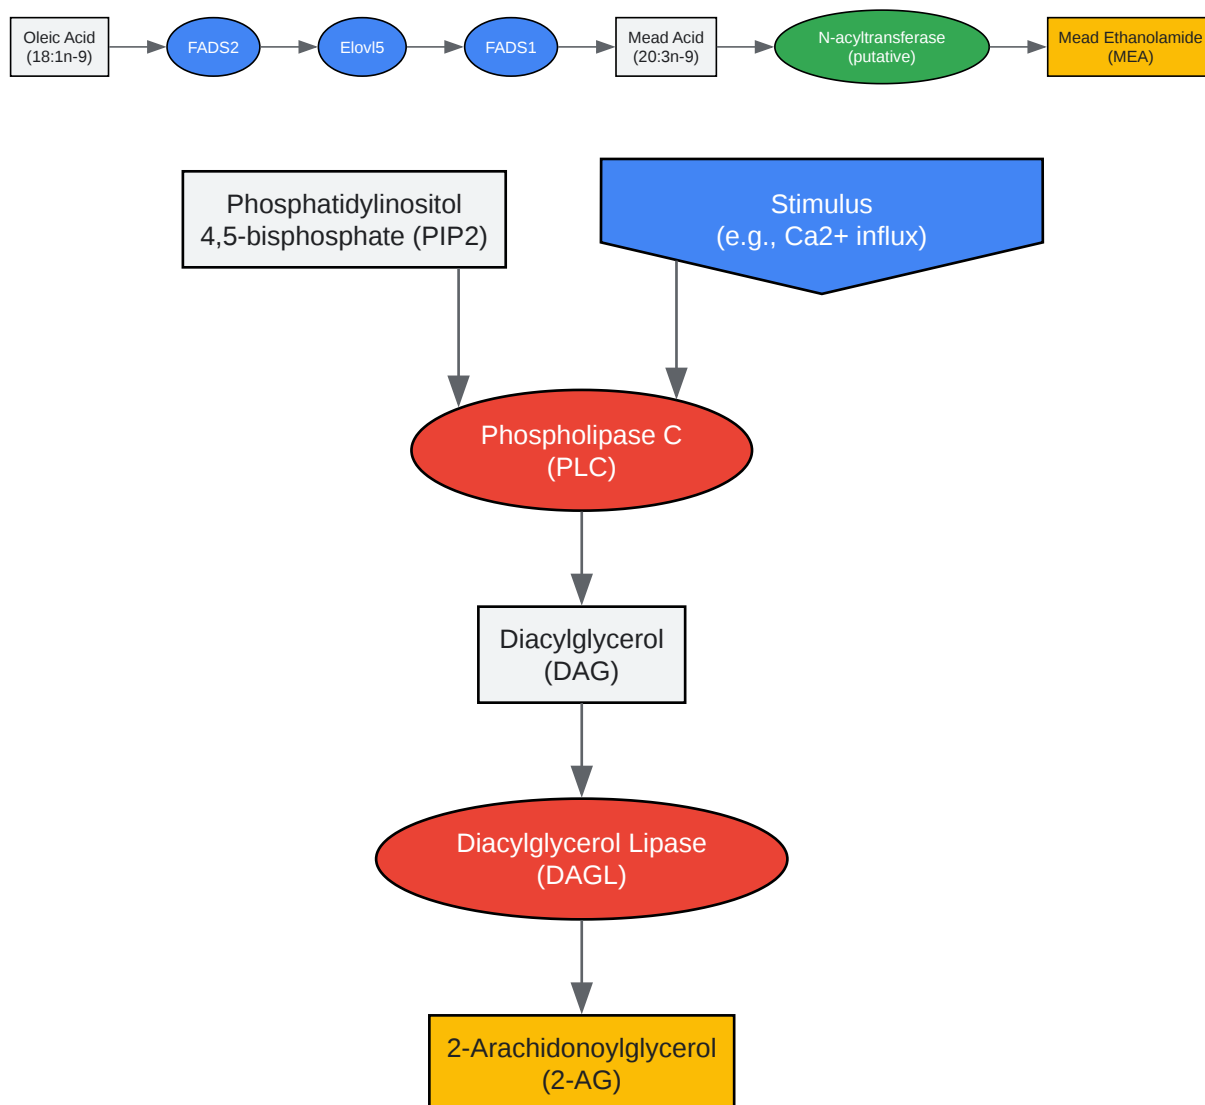 Oleic Acid
(18:1n-9)
FADS2
Elovl5
FADS1
Mead Acid
(20:3n-9)
N-acyltransferase
(putative)
Mead Ethanolamide
(MEA)
Phosphatidylinositol
4,5-bisphosphate (PIP2)
Stimulus
(e.g., Ca2+ influx)
Phospholipase C
(PLC)
Diacylglycerol
(DAG)
Diacylglycerol Lipase
(DAGL)
2-Arachidonoylglycerol
(2-AG)